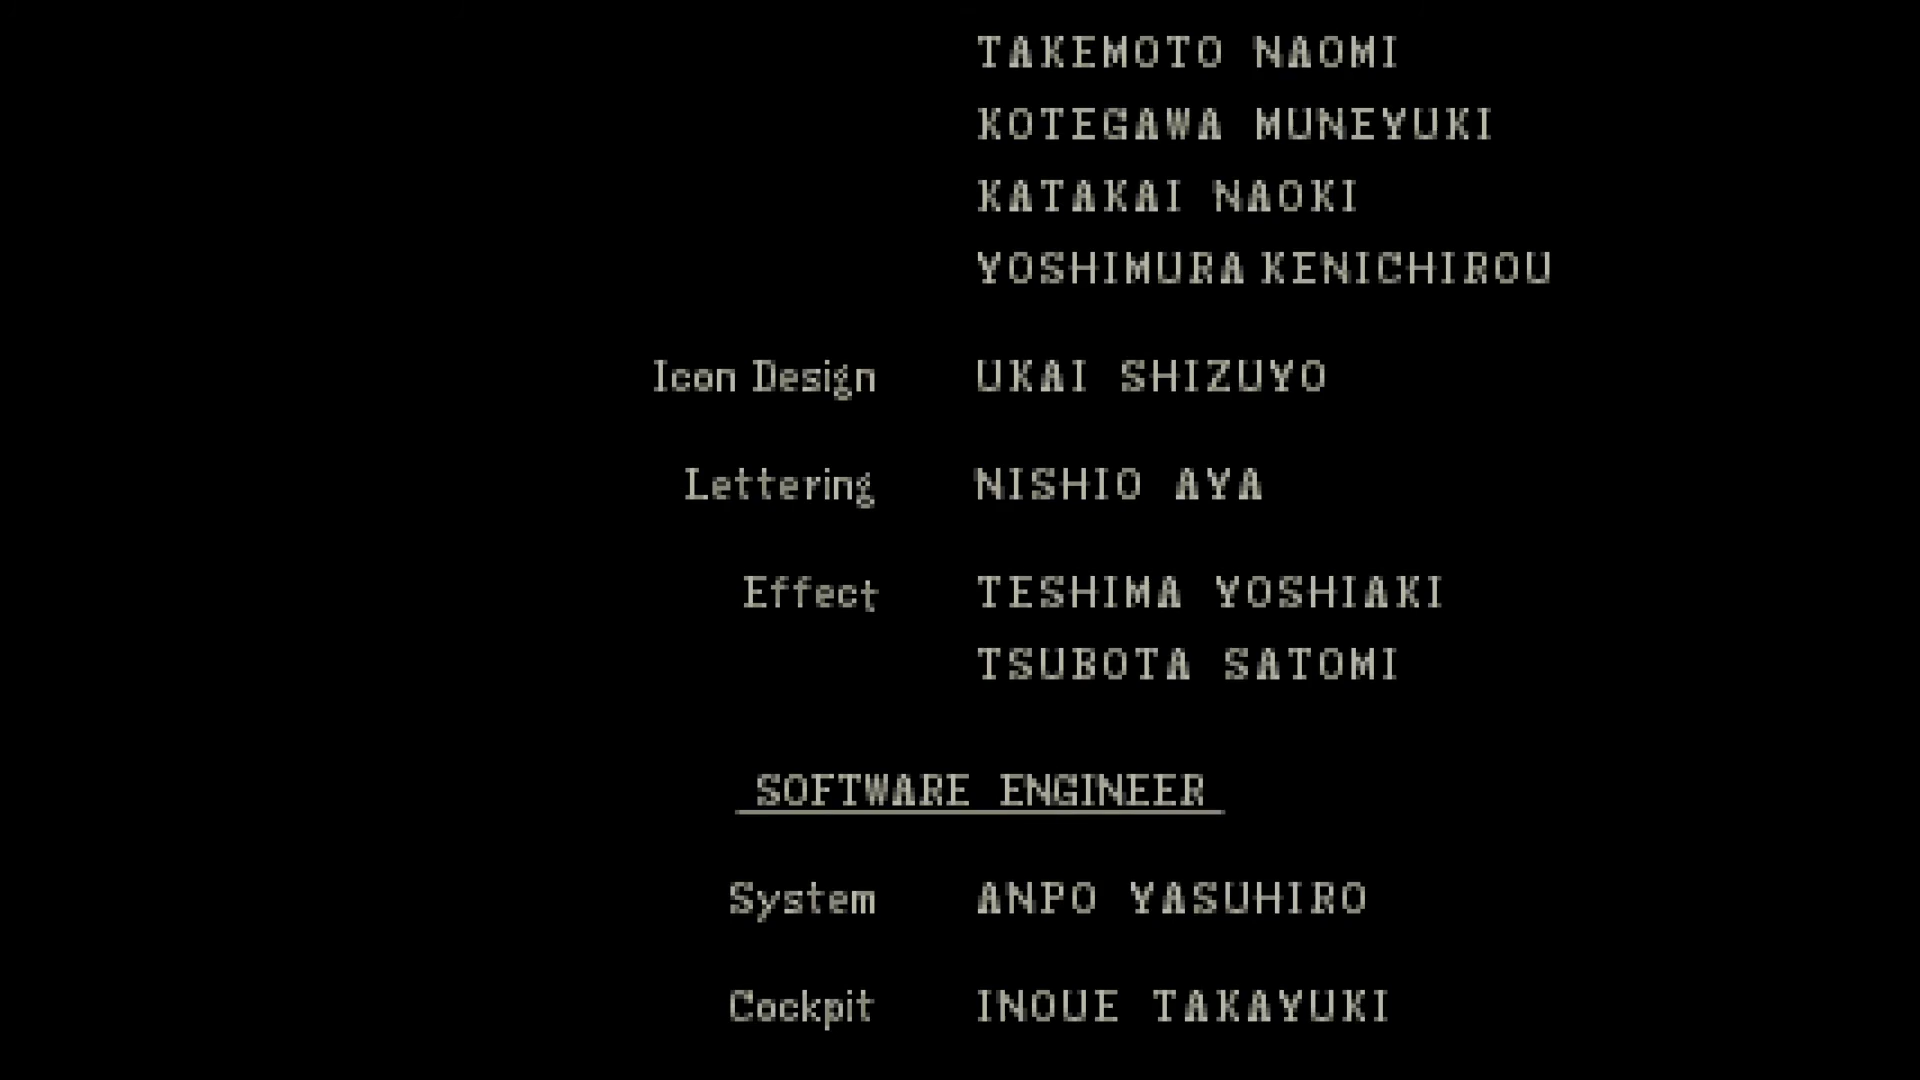 TAKEMOTO NAOMI
KOTEGAWA MUNEYUKI
KATAKAI NAOKI
YOSHIMURA KENICHIROU
Icon Design UKAI SHIZUYO
Lettering NISHIO AYA
Effect TESHIMA YOSHIAKI
TSUBOTA SATOMI
SOFTWARE ENGINEER
System ANPO YASUHIRO
Cockpit INOUE TAKAYUKI